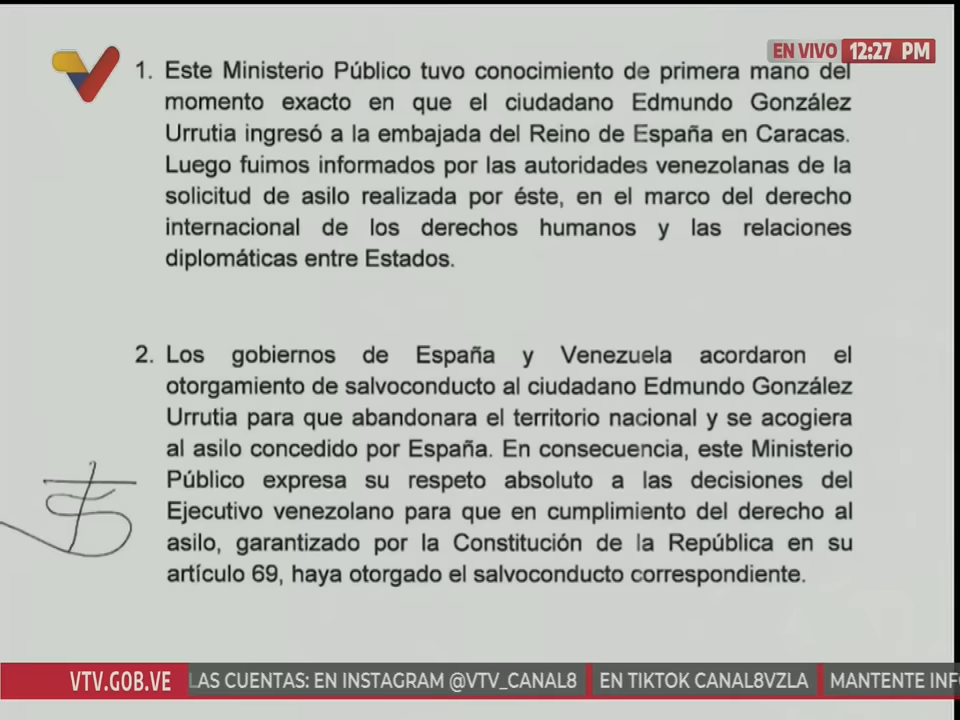 EN VIVO 12:27 PM
1. Este Ministerio Público tuvo conocimiento de primera mano del
momento exacto en que el ciudadano Edmundo González
Urrutia ingresó a la embajada del Reino de España en Caracas.
Luego fuimos informados por las autoridades venezolanas de la
solicitud de asilo realizada por éste, en el marco del derecho
internacional de los derechos humanos y las relaciones
diplomáticas entre Estados.
2. Los gobiernos de España y Venezuela acordaron el
otorgamiento de salvoconducto al ciudadano Edmundo González
Urrutia para que abandonara el territorio nacional y se acogiera
al asilo concedido por España. En consecuencia, este Ministerio
Público expresa su respeto absoluto a las decisiones del
Ejecutivo venezolano para que en cumplimiento del derecho al
asilo, garantizado por la Constitución de la República en su
artículo 69, haya otorgado el salvoconducto correspondiente.
VTV.GOB.VE LAS CUENTAS: EN INSTAGRAM @VTV_CANAL8 EN TIKTOK CANAL8VZLA MANTENTE INF